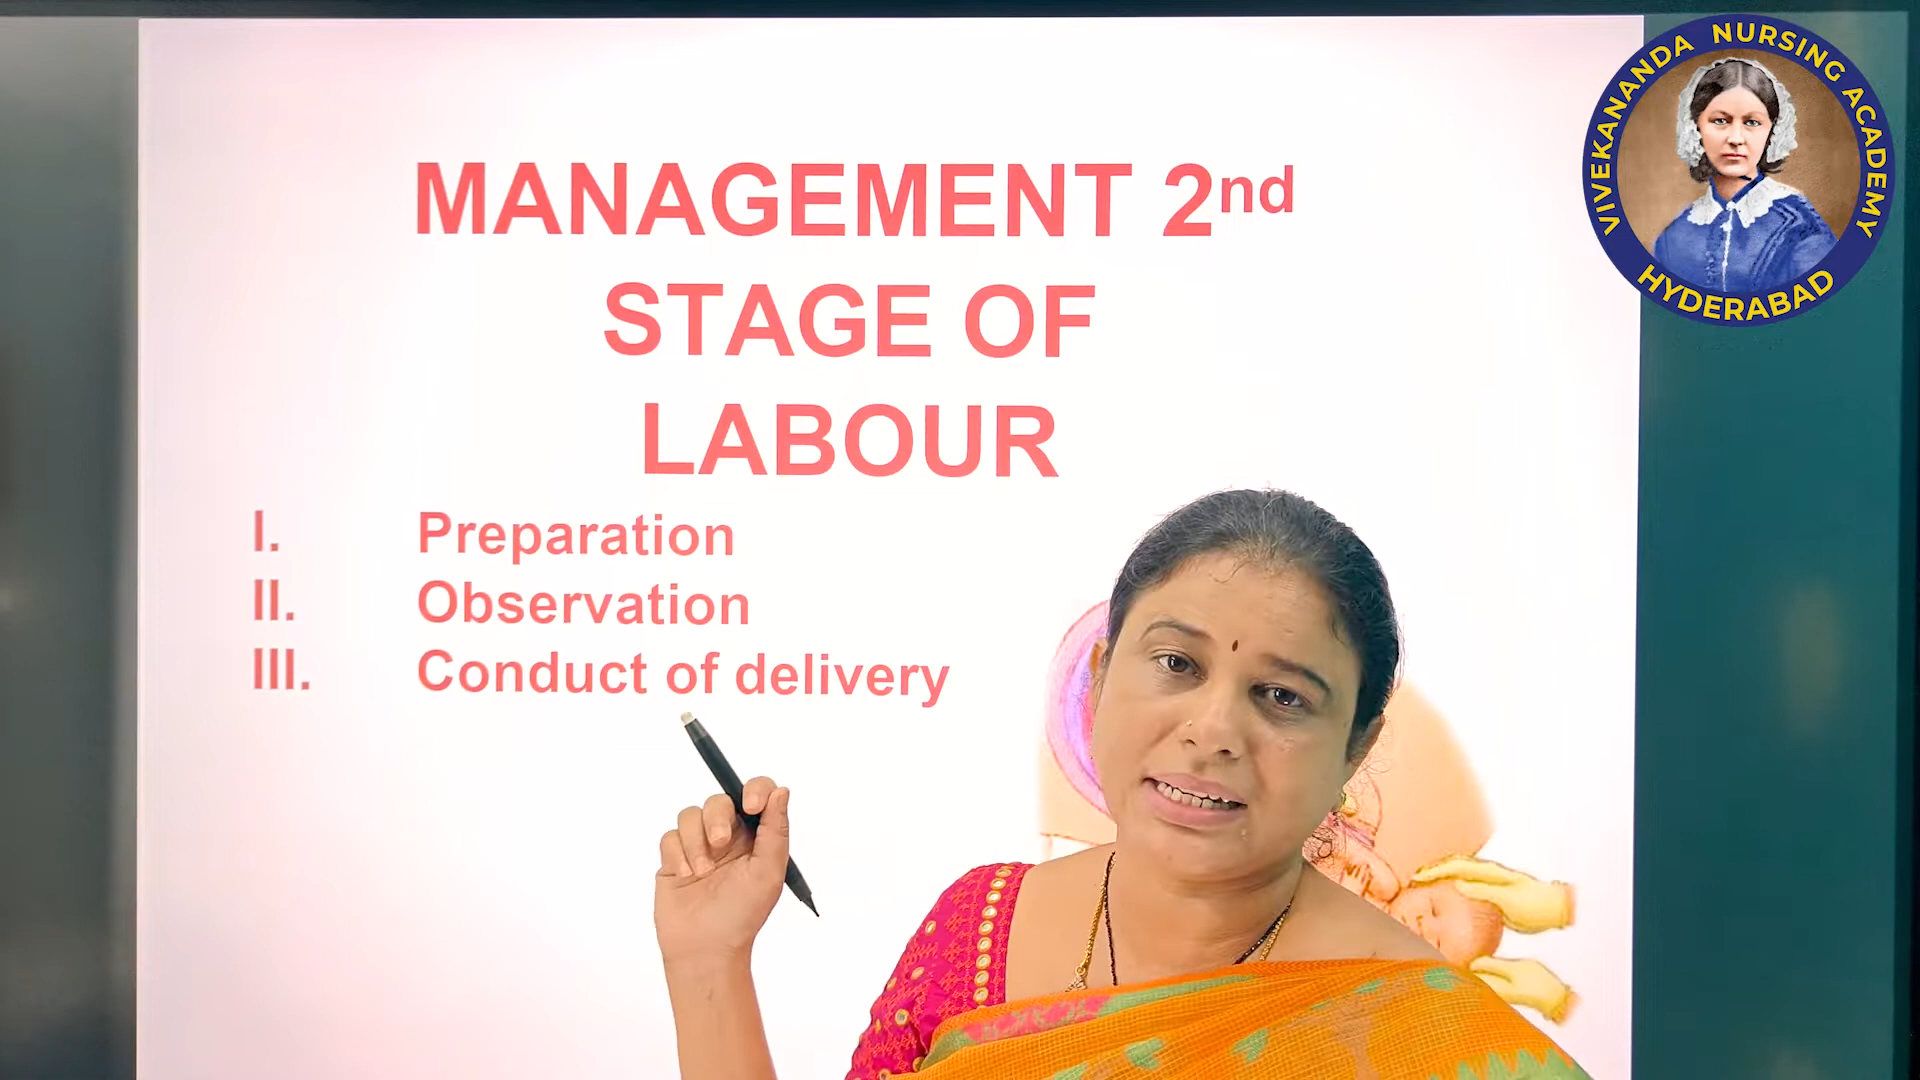 MANAGEMENT 2nd
STAGE OF
LABOUR
I. Preparation
II. Observation
III. Conduct of delivery
VIVEKANANDA NURSING ACADEMY
HYDERABAD